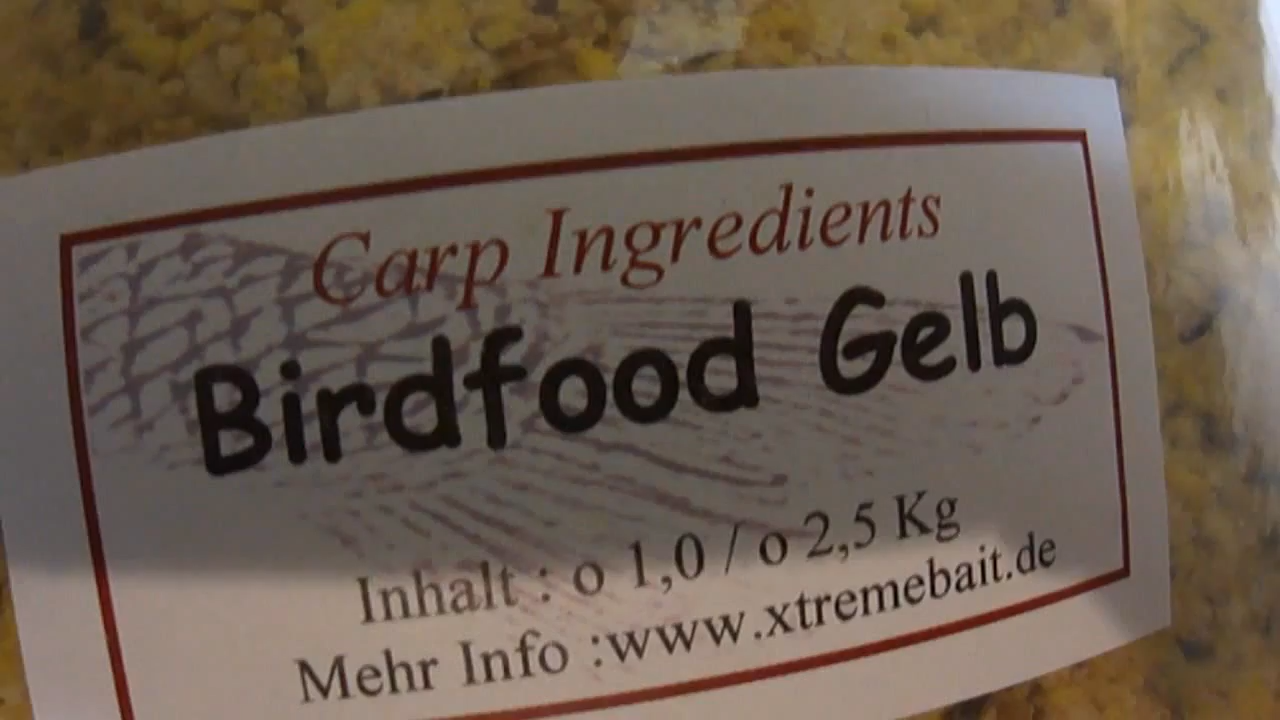 Carp Ingredients
Birdfood Gelb
Inhalt : o 1,0 / o 2,5 Kg
Mehr Info :www.xtremebait.de